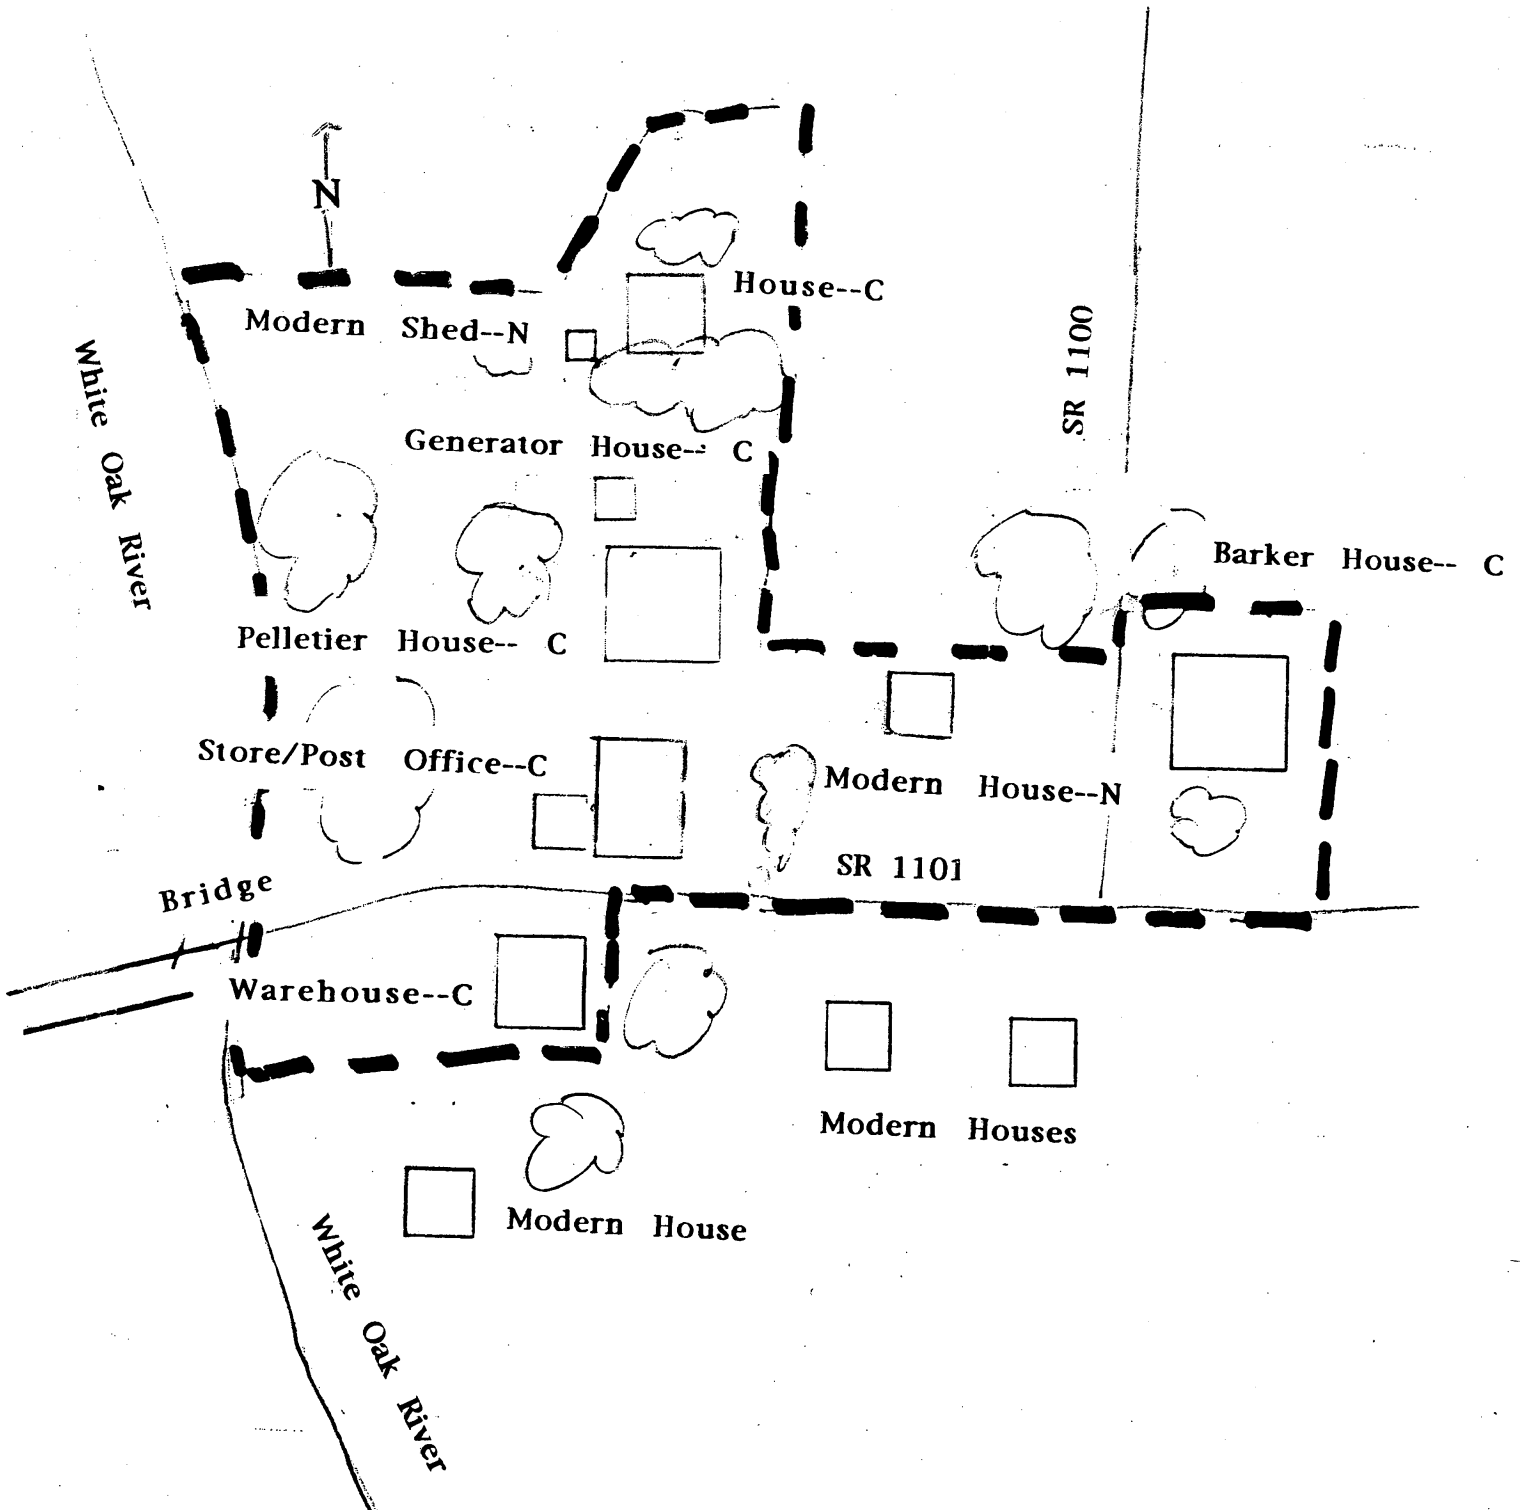 N
House--C
Modern Shed--N
SR 1100
White Oak River
Generator House-- C
Barker House-- C
Pelletier House-- C
Store/Post Office--C
Modern House--N
SR 1101
Bridge
Warehouse--C
Modern Houses
Modern House
White Oak River